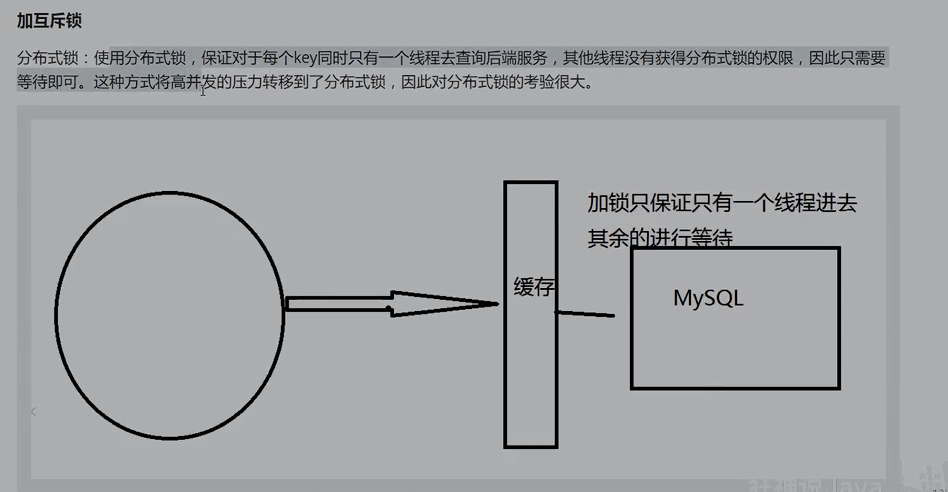 加互斥锁
分布式锁：使用分布式锁，保证对于每个key同时只有一个线程去查询后端服务，其他线程没有获得分布式锁的权限，因此只需要
等待即可。这种方式将高并发的压力转移到了分布式锁，因此对分布式锁的考验很大。
加锁只保证只有一个线程进去
其余的进行等待
缓存
MySQL
狂神说 Java